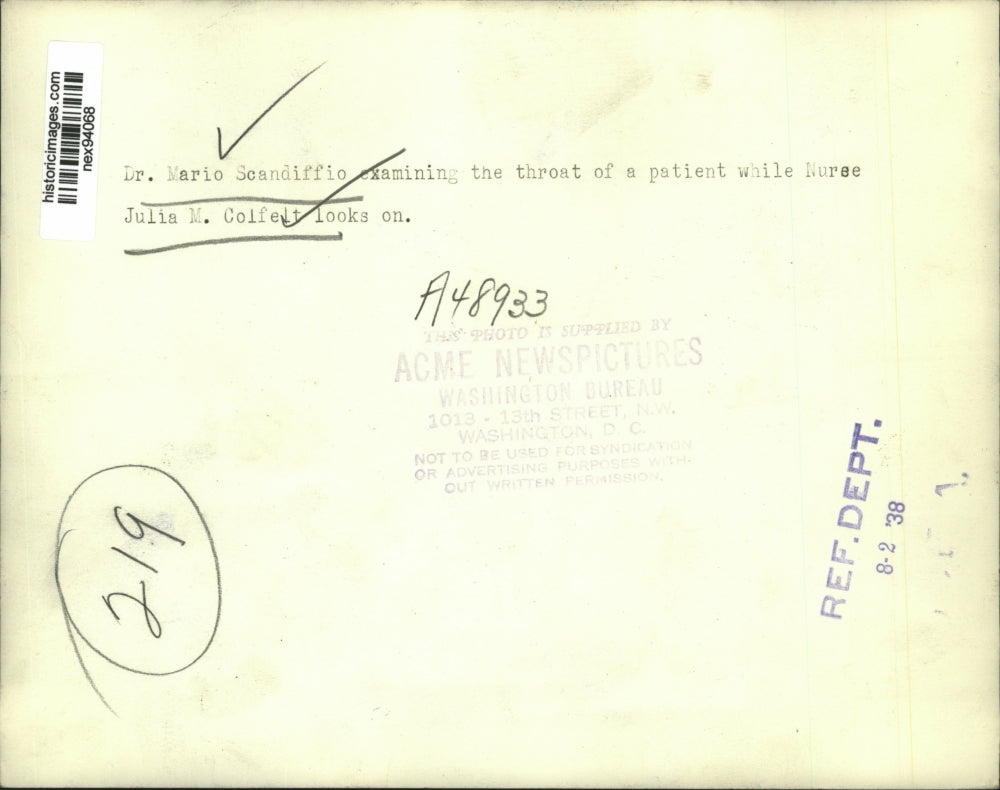 historicimages.com
nex94068
Dr. Mario Scandiffio examining the throat of a patient while Nurse
Julia M. Colfelt looks on.
A48933
THIS PHOTO IS SUPPLIED BY
ACME NEWSPICTURES
WASHINGTON BUREAU
1013 - 13th STREET, N.W.
WASHINGTON, D. C.
NOT TO BE USED FOR SYNDICATION
OR ADVERTISING PURPOSES WITH-
OUT WRITTEN PERMISSION.
219
REF. DEPT.
8-2 '38